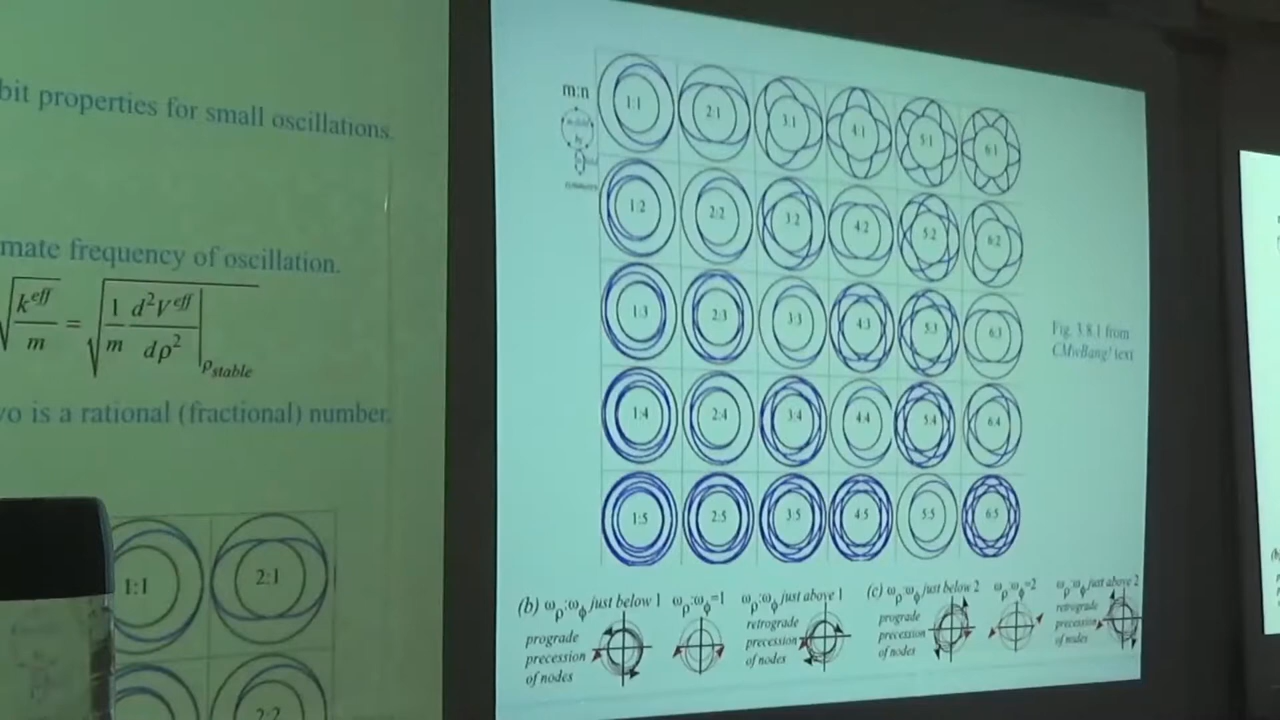 bit properties for small oscillations.
mate frequency of oscillation.
√(k^eff / m) = √(1/m d²V^eff / dρ² |ρ_stable)
vo is a rational (fractional) number.
1:1 2:1
2:2
m:n
1:1 2:1 3:1 4:1 5:1 6:1
1:2 2:2 3:2 4:2 5:2 6:2
1:3 2:3 3:3 4:3 5:3 6:3
1:4 2:4 3:4 4:4 5:4 6:4
1:5 2:5 3:5 4:5 5:5 6:5
Fig. 3.8.1 from
CMwBang! text
(b) ωρ:ωϕ just below 1
prograde
precession
of nodes
ωρ:ωϕ=1
ωρ:ωϕ just above 1
retrograde
precession
of nodes
(c) ωρ:ωϕ just below 2
prograde
precession
of nodes
ωρ:ωϕ=2
ωρ:ωϕ just above 2
retrograde
precession
of nodes